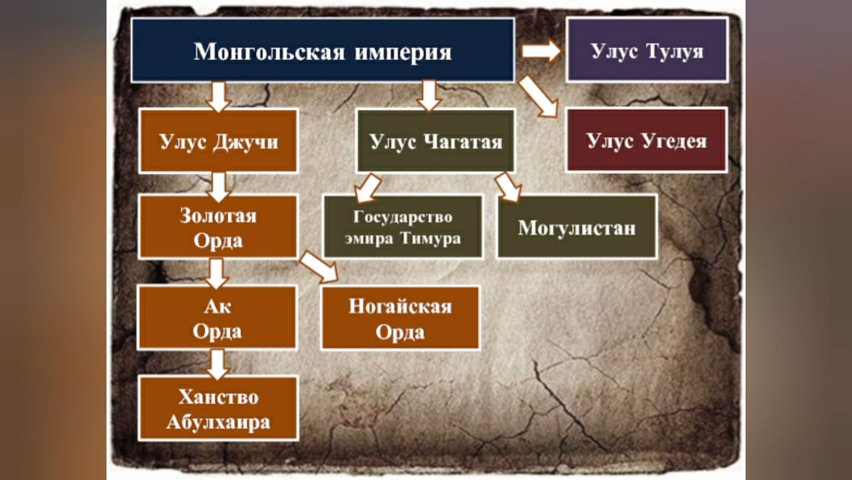 Монгольская империя
Улус Тулуя
Улус Джучи
Улус Чагатая
Улус Угедея
Золотая
Орда
Государство
эмира Тимура
Могулистан
Ак
Орда
Ногайская
Орда
Ханство
Абулхаира